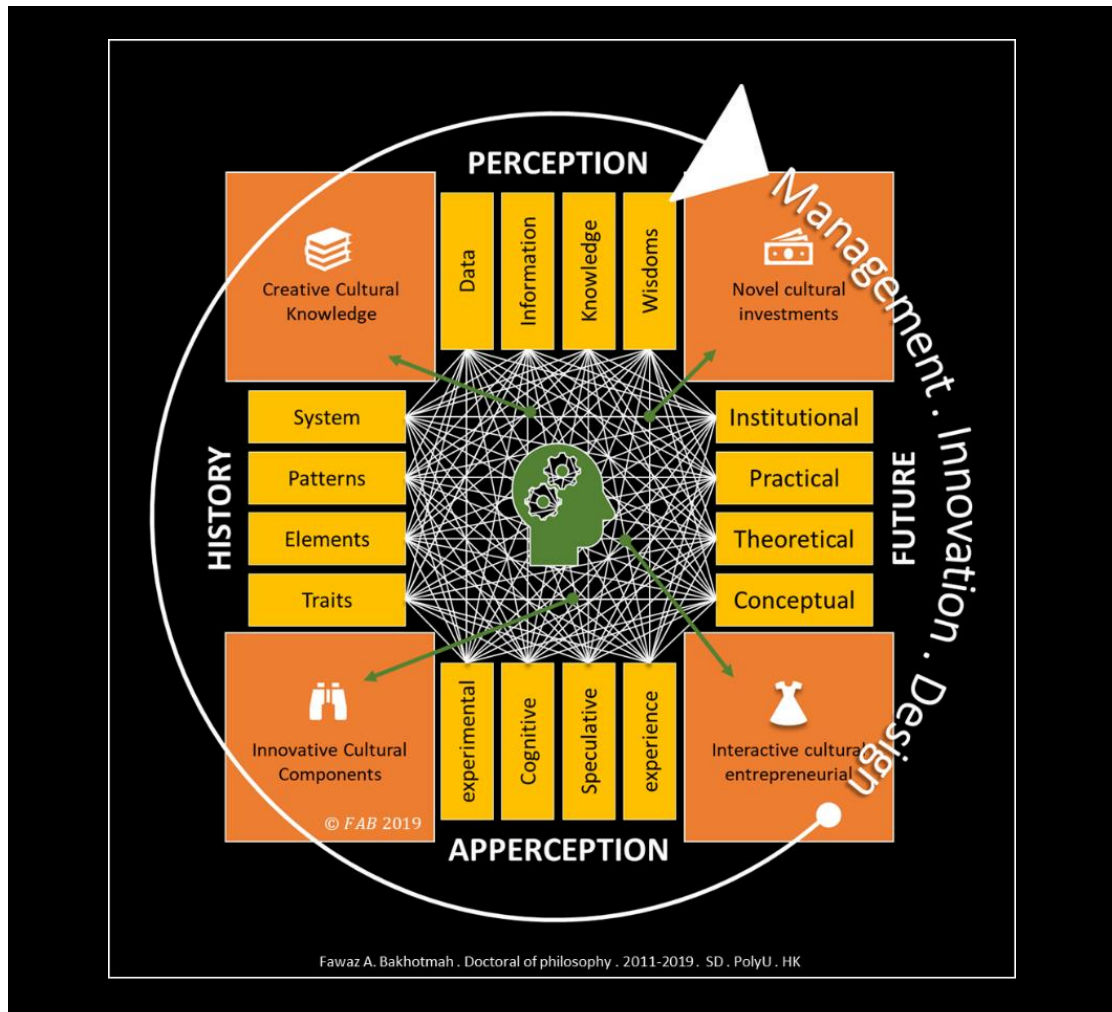 PERCEPTION
Data
Information
Knowledge
Wisdoms
Creative Cultural
Knowledge
Novel cultural
investments
Management . Innovation . Design
HISTORY
System
Patterns
Elements
Traits
Institutional
Practical
Theoretical
Conceptual
FUTURE
Innovative Cultural
Components
© FAB 2019
experimental
Cognitive
Speculative
experience
Interactive cultural
entrepreneurial
APPERCEPTION
Fawaz A. Bakhotmah . Doctoral of philosophy . 2011-2019 . SD . PolyU . HK